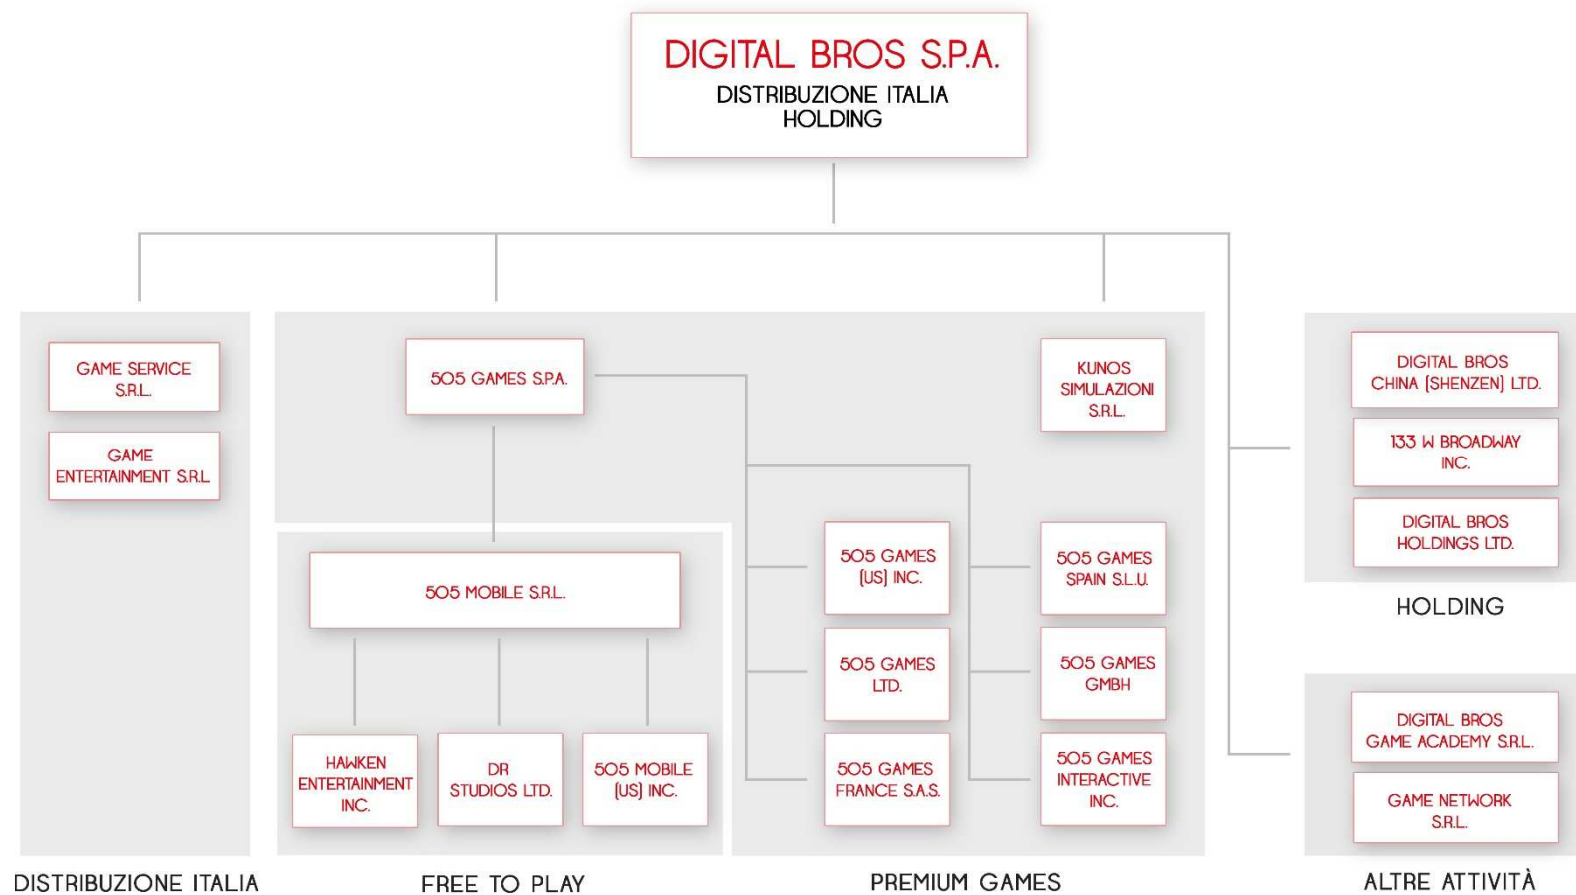 DIGITAL BROS S.P.A.
DISTRIBUZIONE ITALIA
HOLDING
GAME SERVICE
S.R.L.
GAME
ENTERTAINMENT S.R.L
DISTRIBUZIONE ITALIA
505 GAMES S.P.A.
505 MOBILE S.R.L.
HAWKEN
ENTERTAINMENT
INC.
DR
STUDIOS LTD.
505 MOBILE
(US) INC.
FREE TO PLAY
KUNOS
SIMULAZIONI
S.R.L.
505 GAMES
(US) INC.
505 GAMES
SPAIN S.L.U.
505 GAMES
LTD.
505 GAMES
GMBH
505 GAMES
FRANCE S.A.S.
505 GAMES
INTERACTIVE
INC.
PREMIUM GAMES
DIGITAL BROS
CHINA (SHENZEN) LTD.
133 W BROADWAY
INC.
DIGITAL BROS
HOLDINGS LTD.
HOLDING
DIGITAL BROS
GAME ACADEMY S.R.L.
GAME NETWORK
S.R.L.
ALTRE ATTIVITÀ